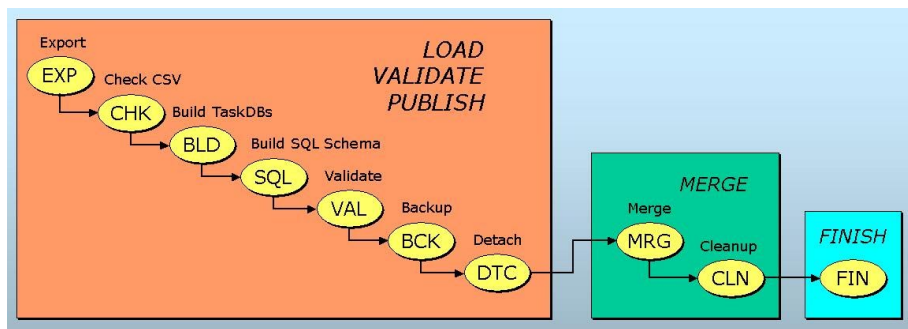 LOAD
VALIDATE
PUBLISH
Export
EXP
Check CSV
CHK
Build TaskDBs
BLD
Build SQL Schema
SQL
Validate
VAL
Backup
BCK
Detach
DTC
MERGE
Merge
MRG
Cleanup
CLN
FINISH
FIN